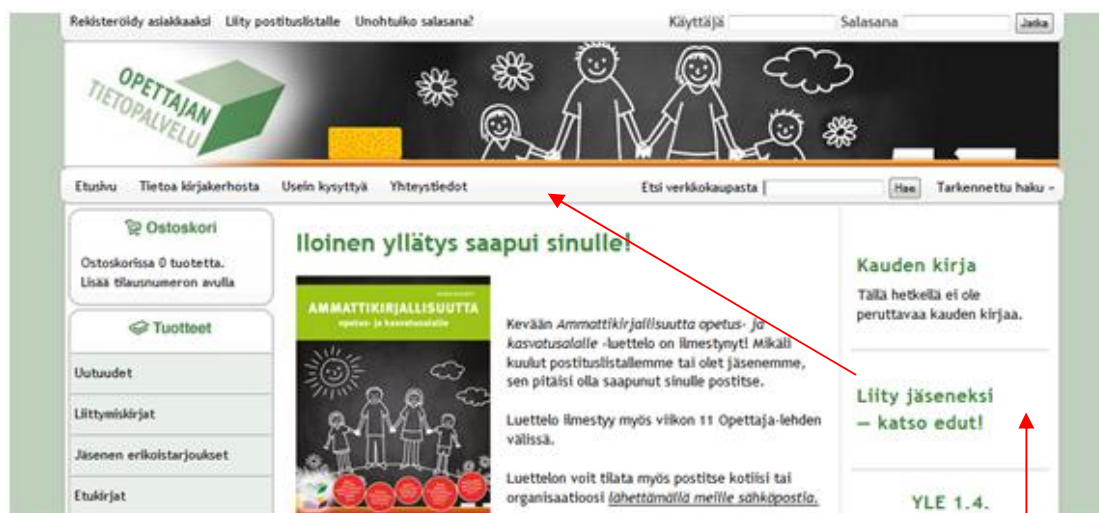 Rekisteröidy asiakkaaksi Liity postituslistalle Unohtuiko salasana?
Käyttäjä Salasana Jatka
OPETTAJAN
TIETOPALVELU
Etusivu Tietoa kirjakerhosta Usein kysyttyä Yhteystiedot
Etsi verkkokaupasta Hae Tarkennettu haku
Ostoskori
Ostoskorissa 0 tuotetta.
Lisää tilausnumeron avulla
Tuotteet
Uutuudet
Liittymiskirjat
Jäsenen erikoistarjoukset
Etukirjat
Iloinen yllätys saapui sinulle!
AMMATTIKIRJALLISUUTTA
opetus- ja kasvatusalalle
Kevään Ammattikirjallisuutta opetus- ja
kasvatusalalle -luettelo on ilmestynyt! Mikäli
kuulut postituslistallemme tai olet jäsenemme,
sen pitäisi olla saapunut sinulle postitse.
Luettelo ilmestyy myös viikon 11 Opettaja-lehden
välissä.
Luettelon voit tilata myös postitse kotiisi tai
organisaatioosi lähettämällä meille sähköpostia.
Kauden kirja
Tällä hetkellä ei ole
peruttavaa kauden kirjaa.
Liity jäseneksi
— katso edut!
YLE 1.4.